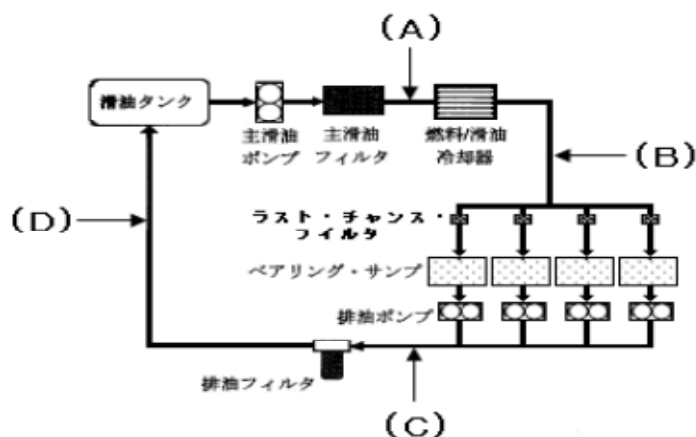 (A)
滑油タンク
主滑油
ポンプ
主滑油
フィルタ
燃料/滑油
冷却器
(B)
(D)
ラスト・チャンス・
フイルタ
ベアリング・サンプ
排油ポンプ
排油フィルタ
(C)